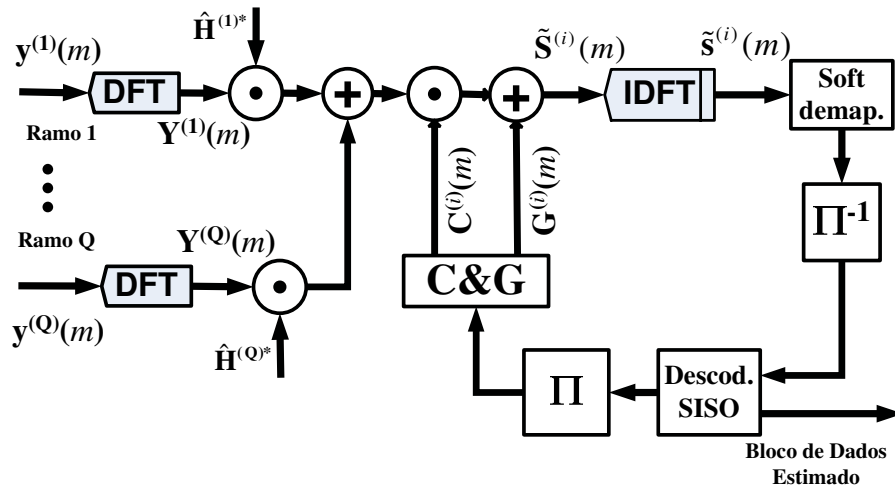 Ĥ⁽¹⁾*
y⁽¹⁾(m)
S̃⁽ⁱ⁾(m)
s̃⁽ⁱ⁾(m)
DFT
IDFT
Soft
demap.
Ramo 1
Y⁽¹⁾(m)
C⁽ⁱ⁾(m)
G⁽ⁱ⁾(m)
Π⁻¹
Ramo Q
Y⁽Q⁾(m)
DFT
C&G
y⁽Q⁾(m)
Ĥ⁽Q⁾*
Π
Descod.
SISO
Bloco de Dados
Estimado